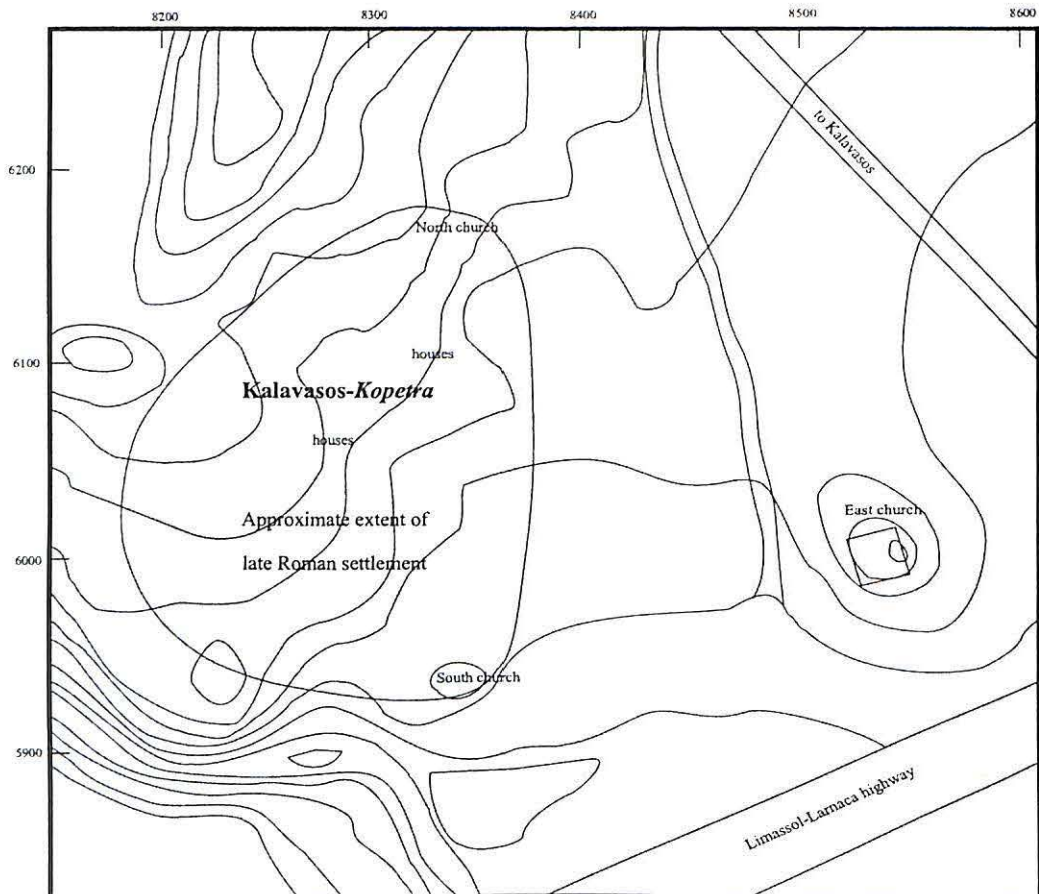 8200
8300
8400
8500
8600
to Kalavasos
6200
North church
6100
houses
Kalavasos-Kopetra
houses
East church
Approximate extent of
late Roman settlement
6000
South church
5900
Limassol-Larnaca highway